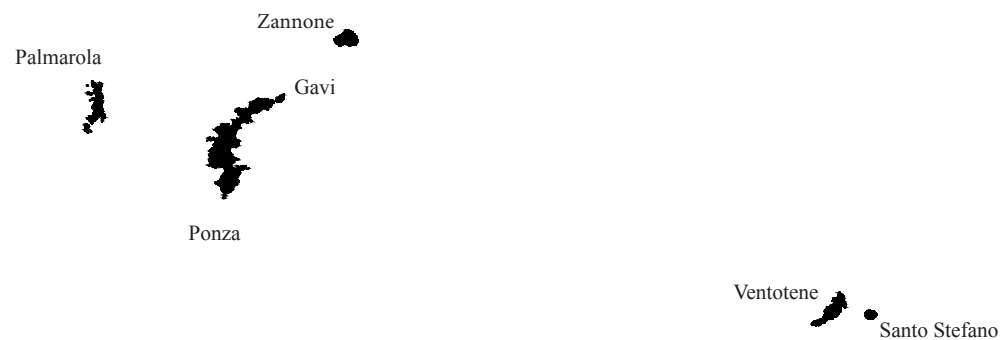 Zannone
Palmarola
Gavi
Ponza
Ventotene
Santo Stefano